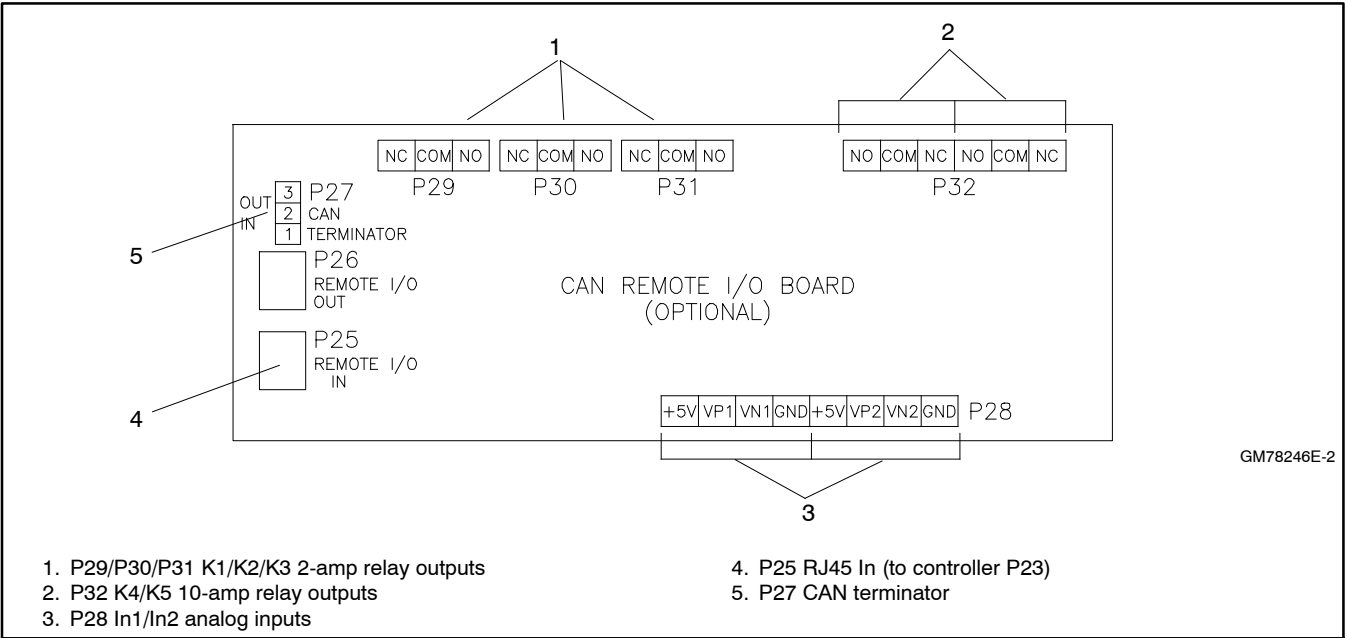 1
2
NC COM NO NC COM NO NC COM NO NO COM NC NO COM NC
P29 P30 P31 P32
3 P27
OUT
2 CAN
IN
1 TERMINATOR
5
P26
REMOTE I/O
OUT
CAN REMOTE I/O BOARD
(OPTIONAL)
P25
REMOTE I/O
IN
4
+5V VP1 VN1 GND +5V VP2 VN2 GND P28
GM78246E-2
3
1. P29/P30/P31 K1/K2/K3 2-amp relay outputs
2. P32 K4/K5 10-amp relay outputs
3. P28 In1/In2 analog inputs
4. P25 RJ45 In (to controller P23)
5. P27 CAN terminator